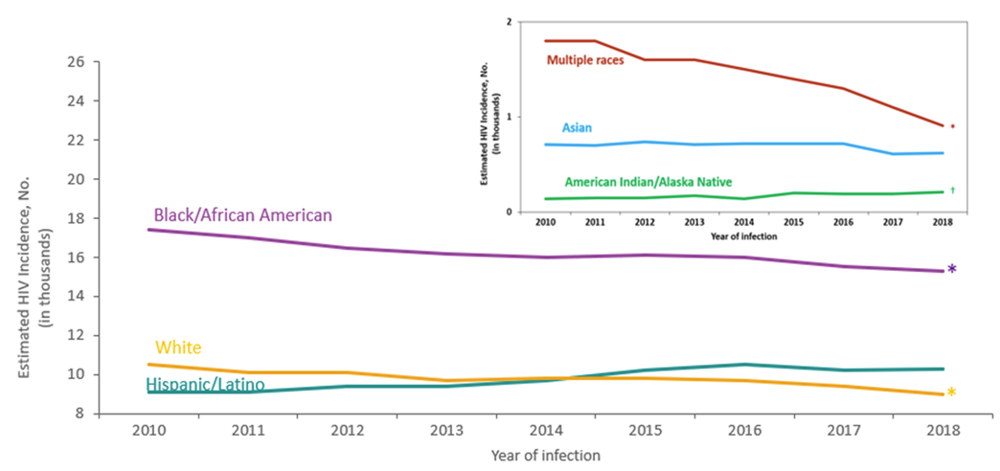 Estimated HIV Incidence, No.
(in thousands)
26
24
22
20
18
16
14
12
10
8
Black/African American
*
White
Hispanic/Latino
*
2010 2011 2012 2013 2014 2015 2016 2017 2018
Year of infection
Estimated HIV Incidence, No.
(in thousands)
2
1
0
Multiple races
*
Asian
American Indian/Alaska Native
†
2010 2011 2012 2013 2014 2015 2016 2017 2018
Year of infection